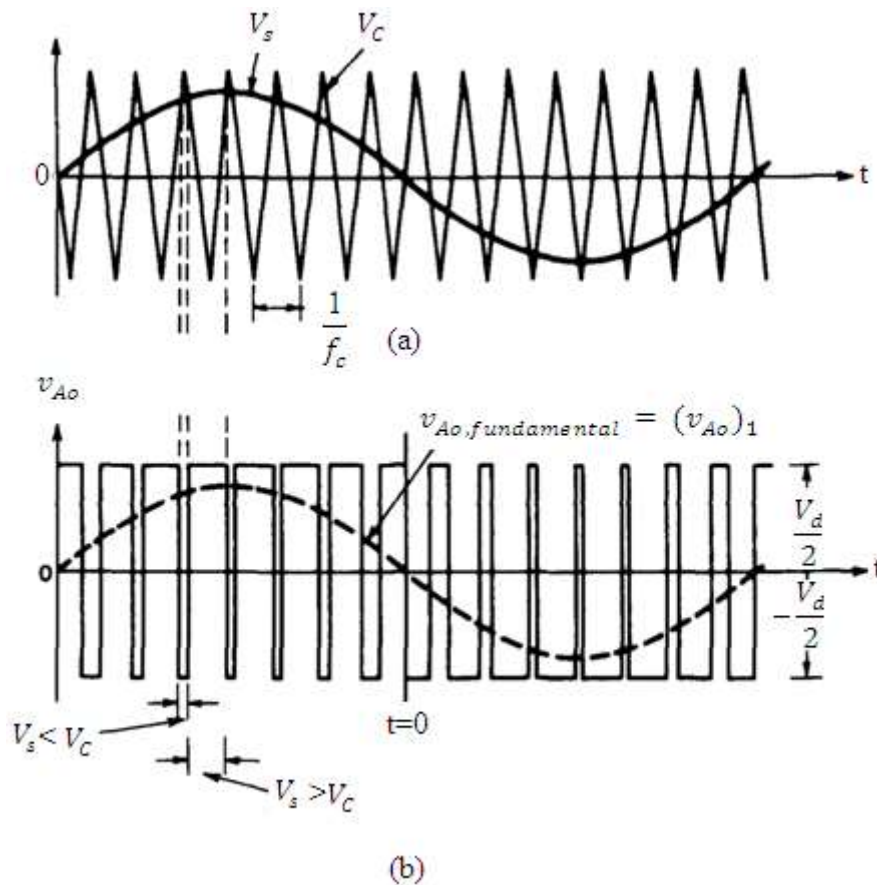 V_s
V_C
0
t
1/f_c
(a)
v_Ao
v_Ao,fundamental = (v_Ao)_1
V_d/2
o
t
-V_d/2
t=0
V_s < V_C
V_s >V_C
(b)